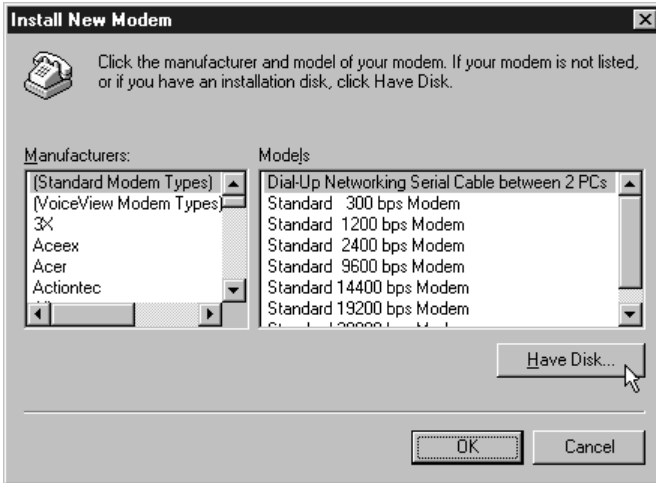 Install New Modem
Click the manufacturer and model of your modem. If your modem is not listed,
or if you have an installation disk, click Have Disk.
Manufacturers:
(Standard Modem Types)
(VoiceView Modem Types)
3X
Aceex
Acer
Actiontec
Models
Dial-Up Networking Serial Cable between 2 PCs
Standard   300 bps Modem
Standard  1200 bps Modem
Standard  2400 bps Modem
Standard  9600 bps Modem
Standard 14400 bps Modem
Standard 19200 bps Modem
Have Disk...
OK
Cancel